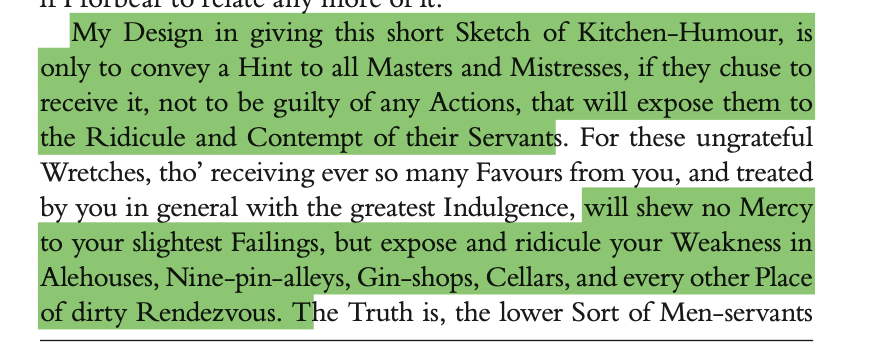 if I forbear to relate any more of it.
My Design in giving this short Sketch of Kitchen-Humour, is
only to convey a Hint to all Masters and Mistresses, if they chuse to
receive it, not to be guilty of any Actions, that will expose them to
the Ridicule and Contempt of their Servants. For these ungrateful
Wretches, tho’ receiving ever so many Favours from you, and treated
by you in general with the greatest Indulgence, will shew no Mercy
to your slightest Failings, but expose and ridicule your Weakness in
Alehouses, Nine-pin-alleys, Gin-shops, Cellars, and every other Place
of dirty Rendezvous. The Truth is, the lower Sort of Men-servants